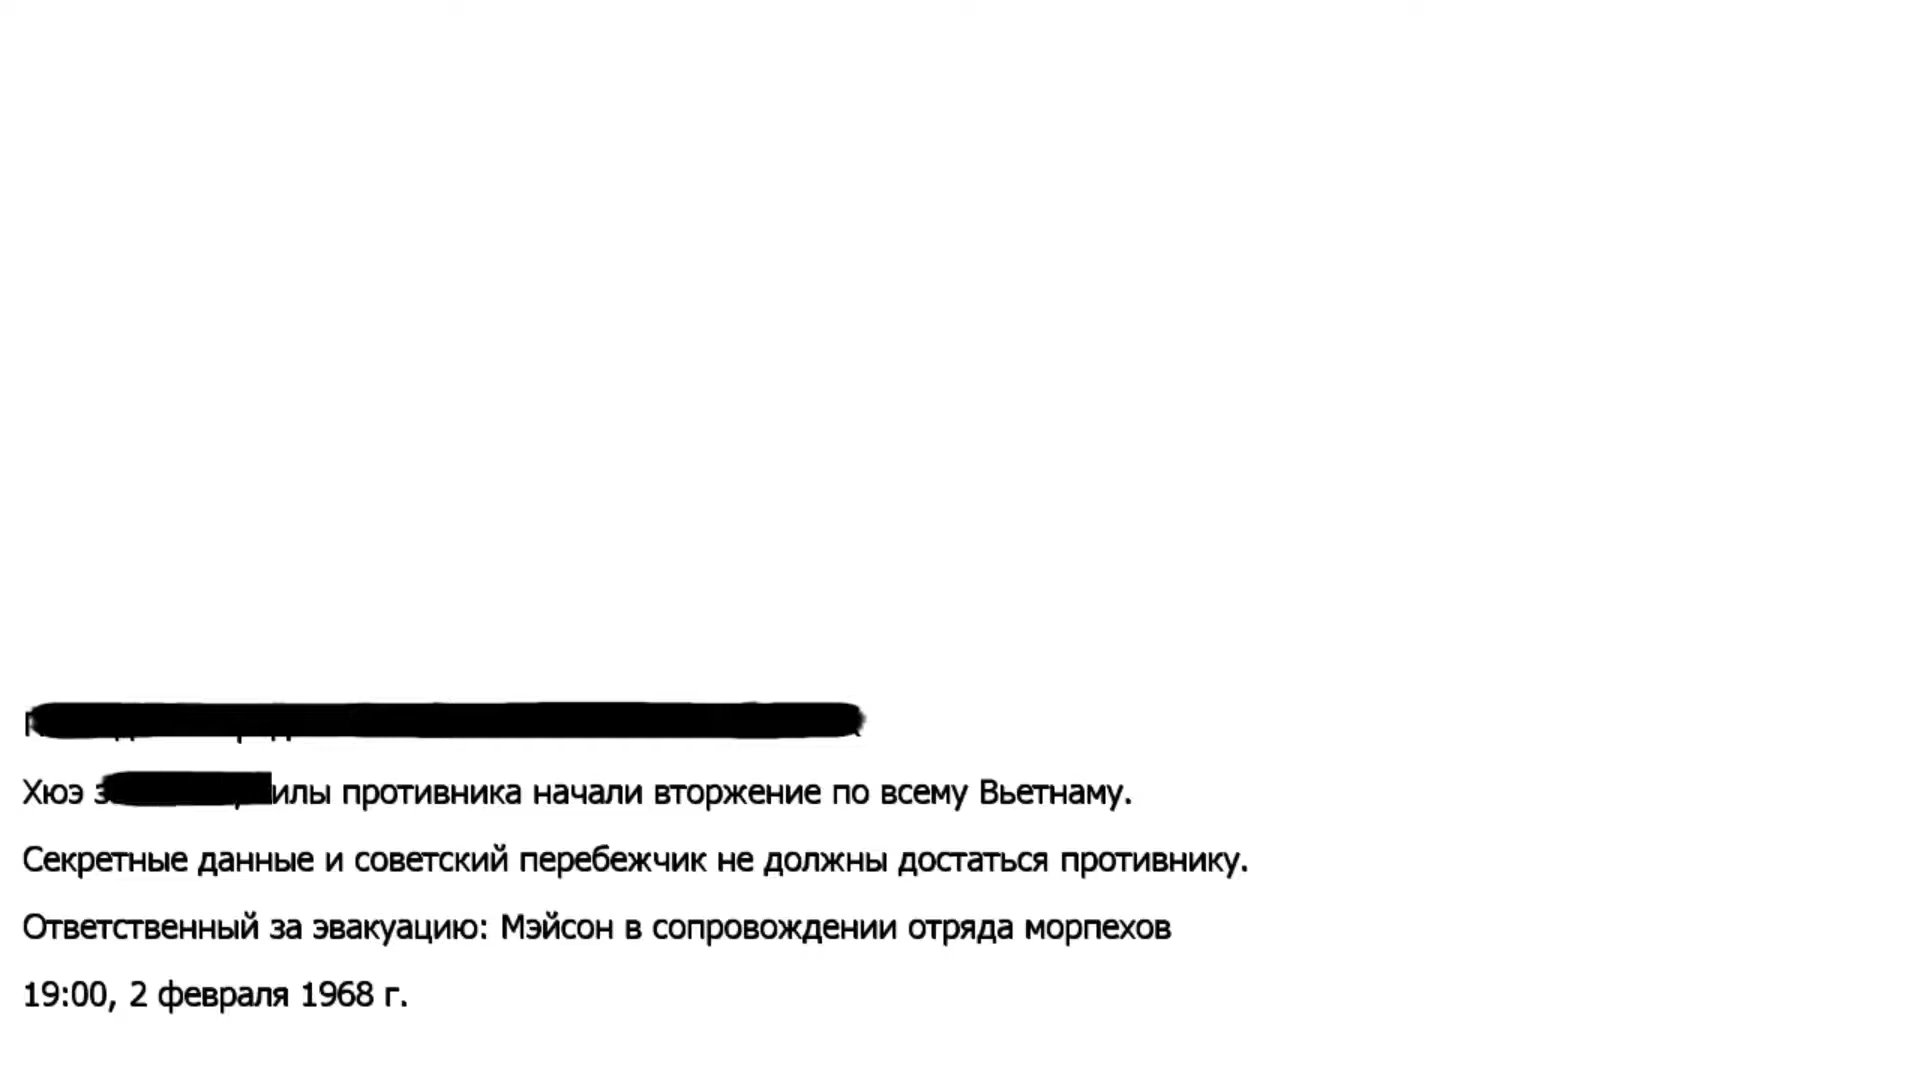 Хюэ илы противника начали вторжение по всему Вьетнаму.
Секретные данные и советский перебежчик не должны достаться противнику.
Ответственный за эвакуацию: Мэйсон в сопровождении отряда морпехов
19:00, 2 февраля 1968 г.